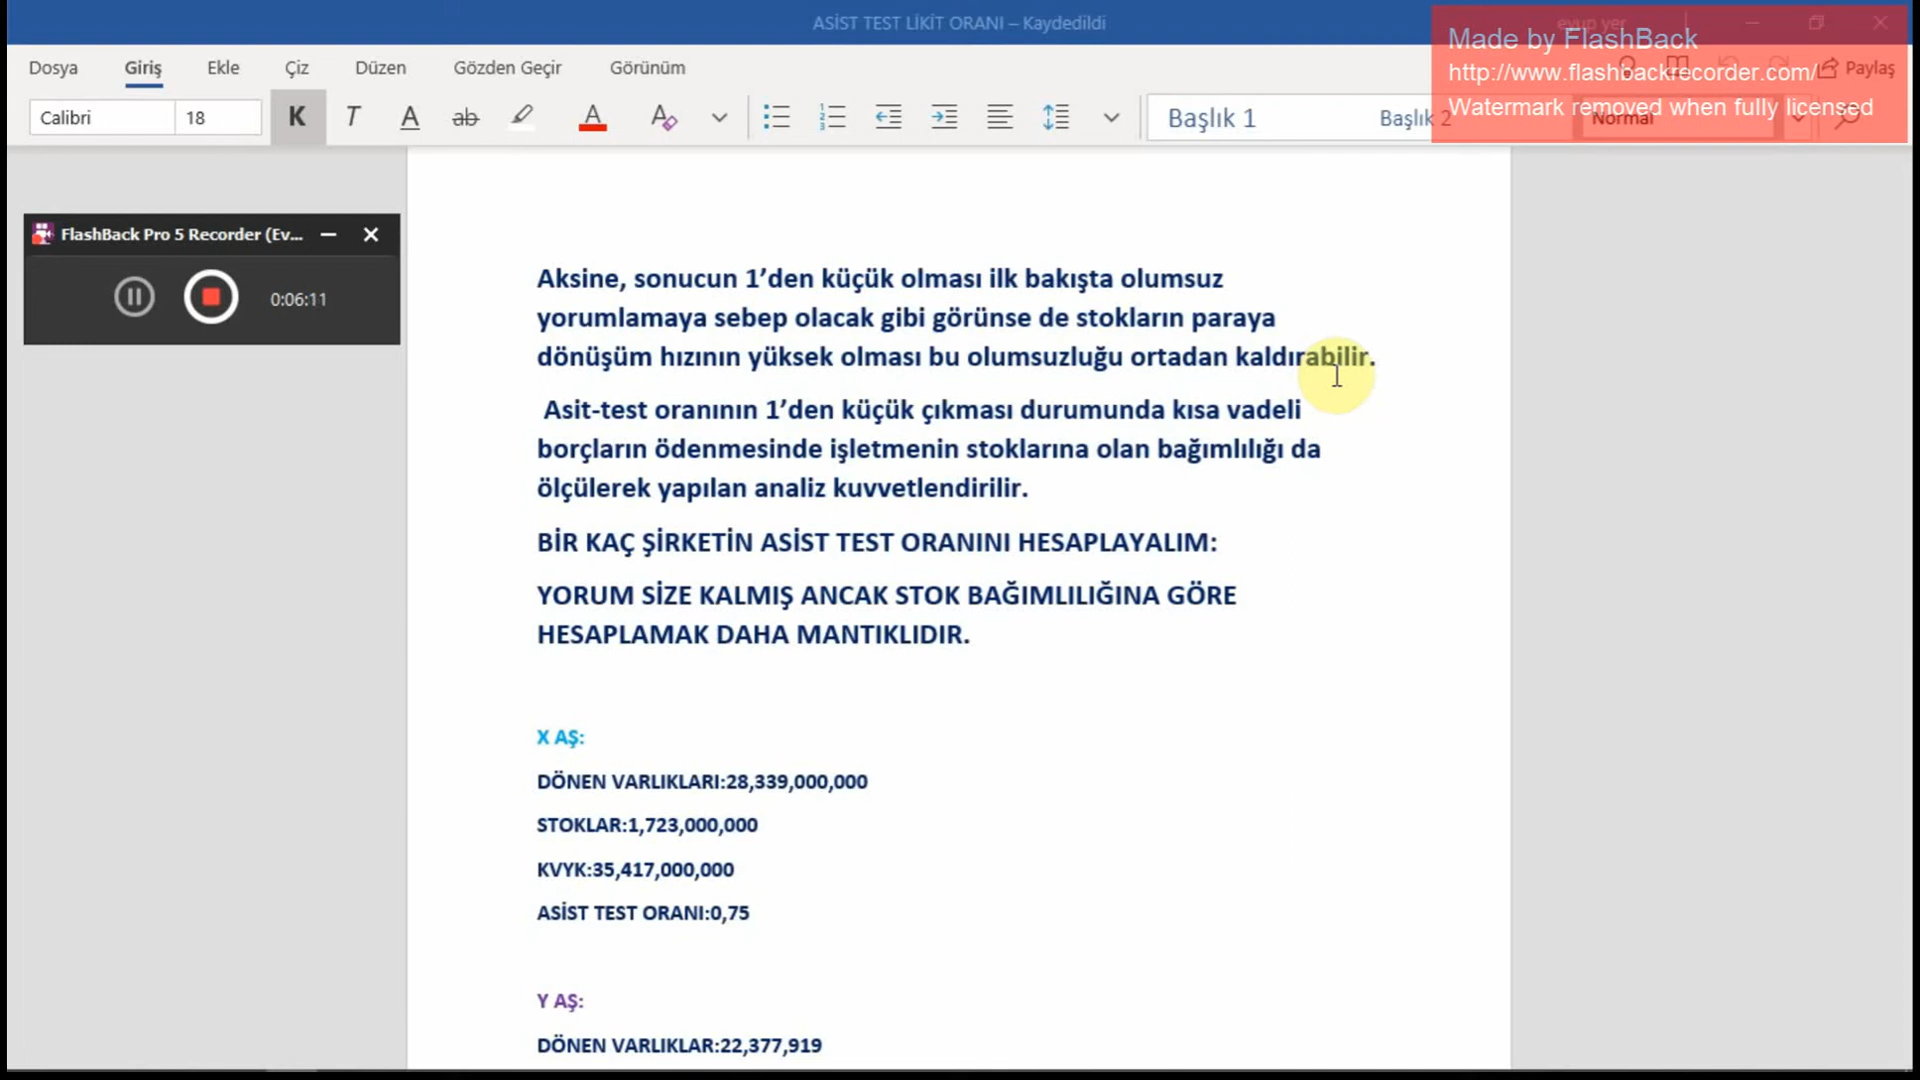 ASİST TEST LİKİT ORANI – Kaydedildi
eyup yer
Made by FlashBack
http://www.flashbackrecorder.com/
Watermark removed when fully licensed
Dosya
Giriş
Ekle
Çiz
Düzen
Gözden Geçir
Görünüm
Paylaş
Calibri
18
K
T
A
ab
A
A
Başlık 1
Başlık 2
Normal
FlashBack Pro 5 Recorder (Ev...
0:06:11
Aksine, sonucun 1’den küçük olması ilk bakışta olumsuz
yorumlamaya sebep olacak gibi görünse de stokların paraya
dönüşüm hızının yüksek olması bu olumsuzluğu ortadan kaldırabilir.
Asit-test oranının 1’den küçük çıkması durumunda kısa vadeli
borçların ödenmesinde işletmenin stoklarına olan bağımlılığı da
ölçülerek yapılan analiz kuvvetlendirilir.
BİR KAÇ ŞİRKETİN ASİST TEST ORANINI HESAPLAYALIM:
YORUM SİZE KALMIŞ ANCAK STOK BAĞIMLILIĞINA GÖRE
HESAPLAMAK DAHA MANTIKLIDIR.
X AŞ:
DÖNEN VARLIKLARI:28,339,000,000
STOKLAR:1,723,000,000
KVYK:35,417,000,000
ASİST TEST ORANI:0,75
Y AŞ:
DÖNEN VARLIKLAR:22,377,919